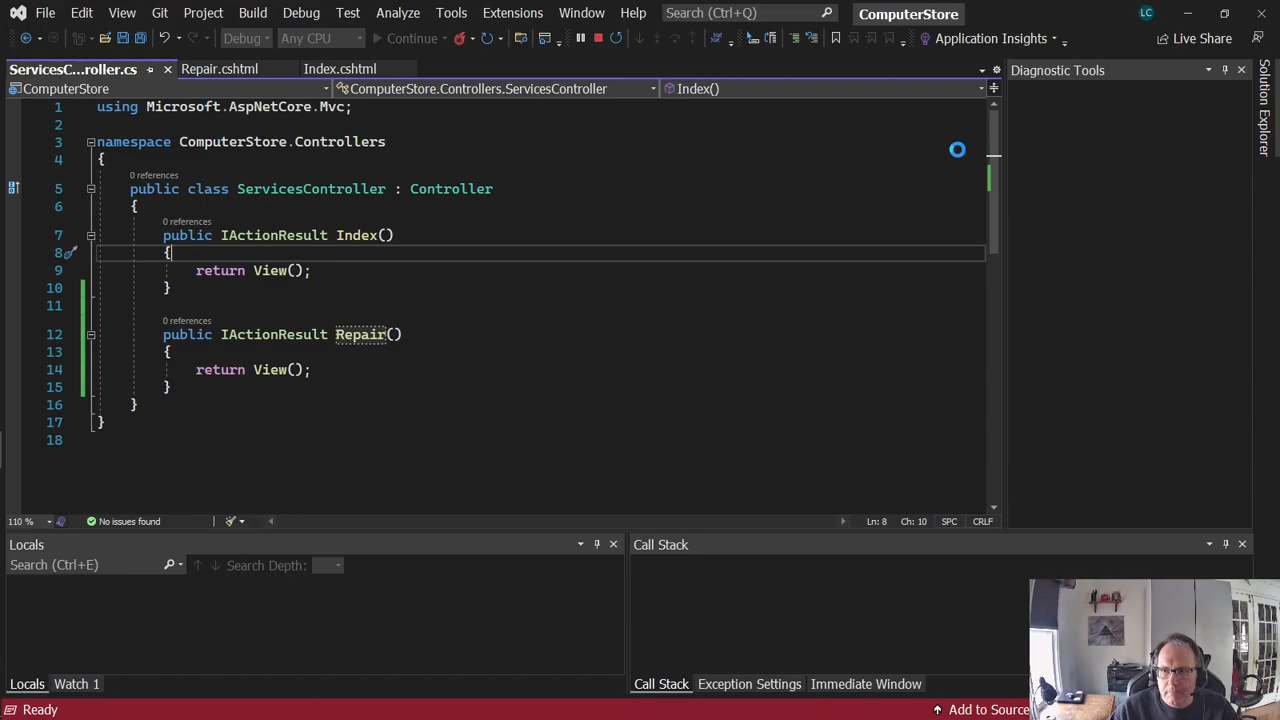 File Edit View Git Project Build Debug Test Analyze Tools Extensions Window Help Search (Ctrl+Q) ComputerStore LC
Debug Any CPU Continue Application Insights Live Share
ServicesC...roller.cs Repair.cshtml Index.cshtml Diagnostic Tools
ComputerStore ComputerStore.Controllers.ServicesController Index()
Solution Explorer
1 using Microsoft.AspNetCore.Mvc;
2
3 namespace ComputerStore.Controllers
4 {
0 references
5 public class ServicesController : Controller
6 {
0 references
7 public IActionResult Index()
8 {
9 return View();
10 }
11
0 references
12 public IActionResult Repair()
13 {
14 return View();
15 }
16 }
17 }
18
110 % No issues found Ln: 8 Ch: 10 SPC CRLF
Locals Call Stack
Search (Ctrl+E) Search Depth:
Locals Watch 1 Call Stack Exception Settings Immediate Window
Ready Add to Source